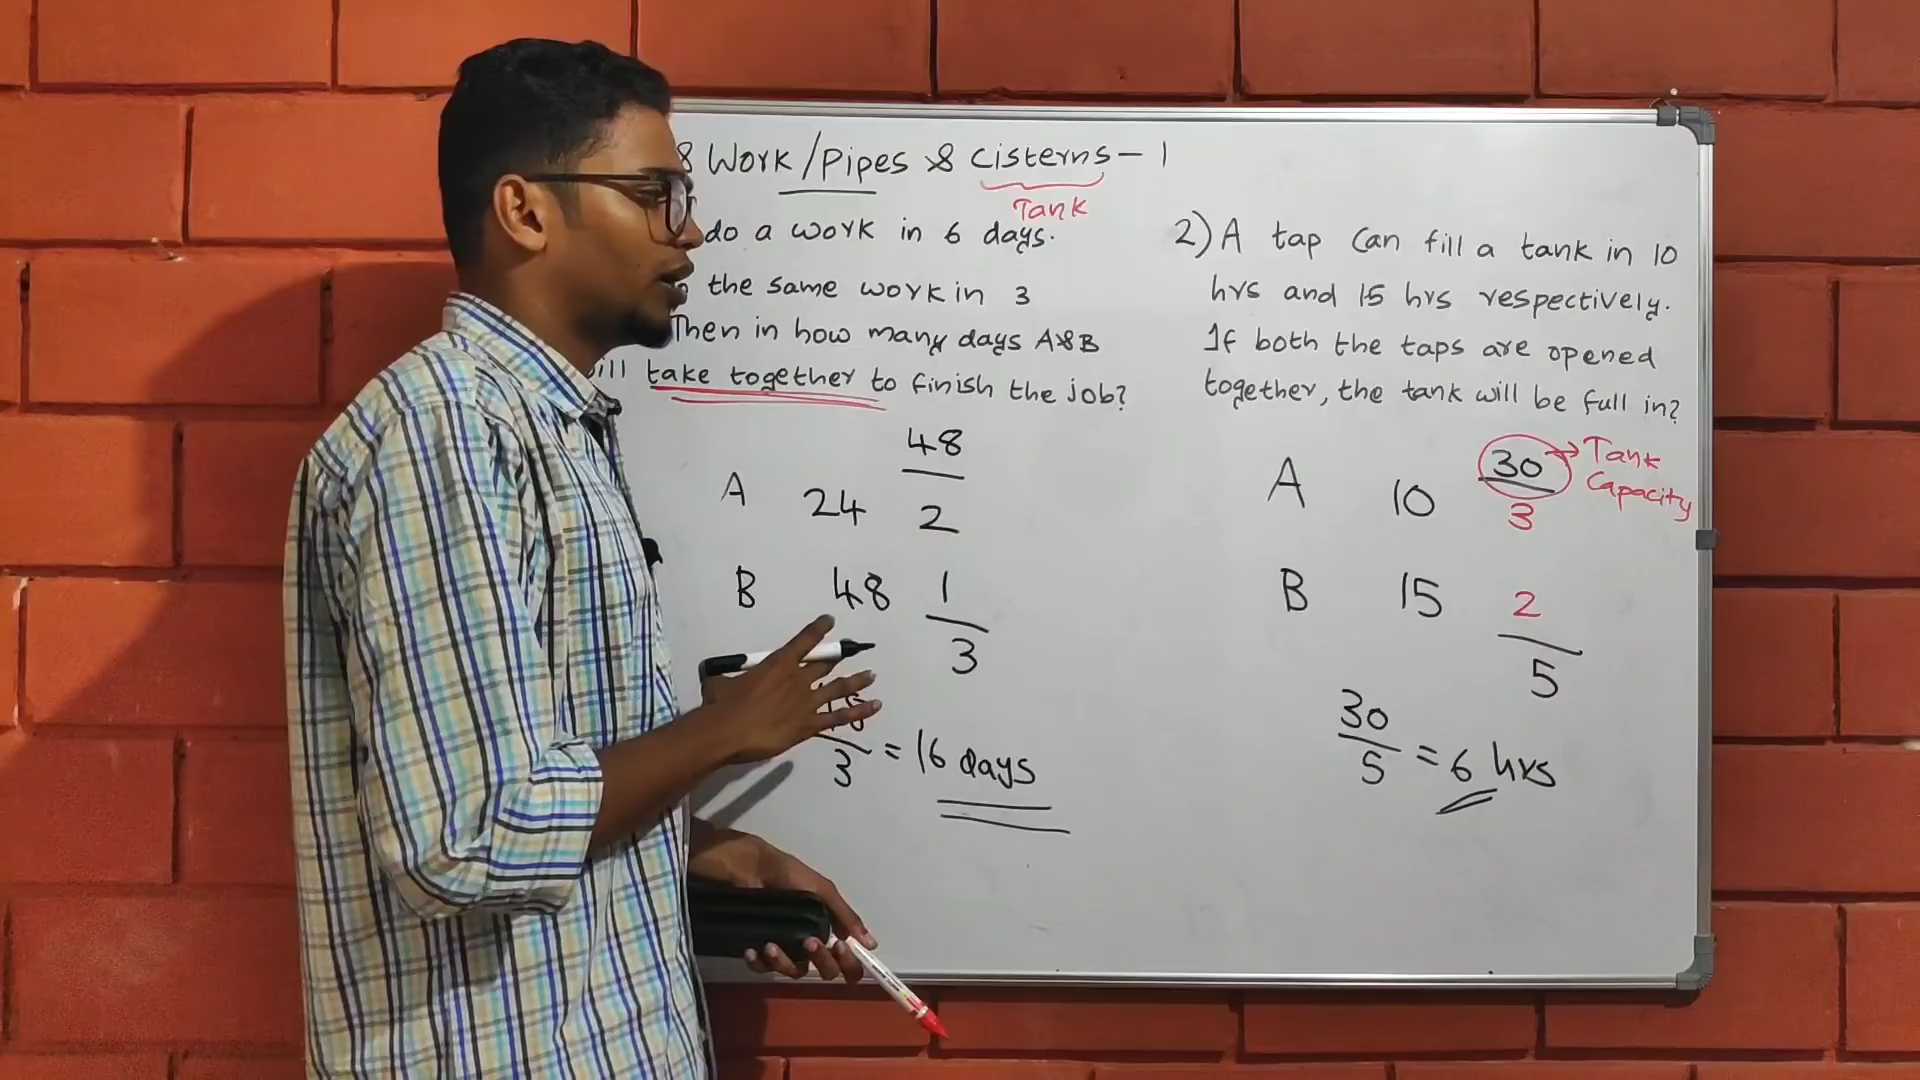 8 Work/Pipes & Cisterns - 1
Tank
do a work in 6 days.
the same work in 3
Then in how many days A&B
ill take together to finish the job?
A 24 48/2
B 48 1
3
/3 = 16 days
2) A tap can fill a tank in 10
hrs and 15 hrs respectively.
If both the taps are opened
together, the tank will be full in?
A 10 30/3 → Tank Capacity
B 15 2
5
30/5 = 6 hrs